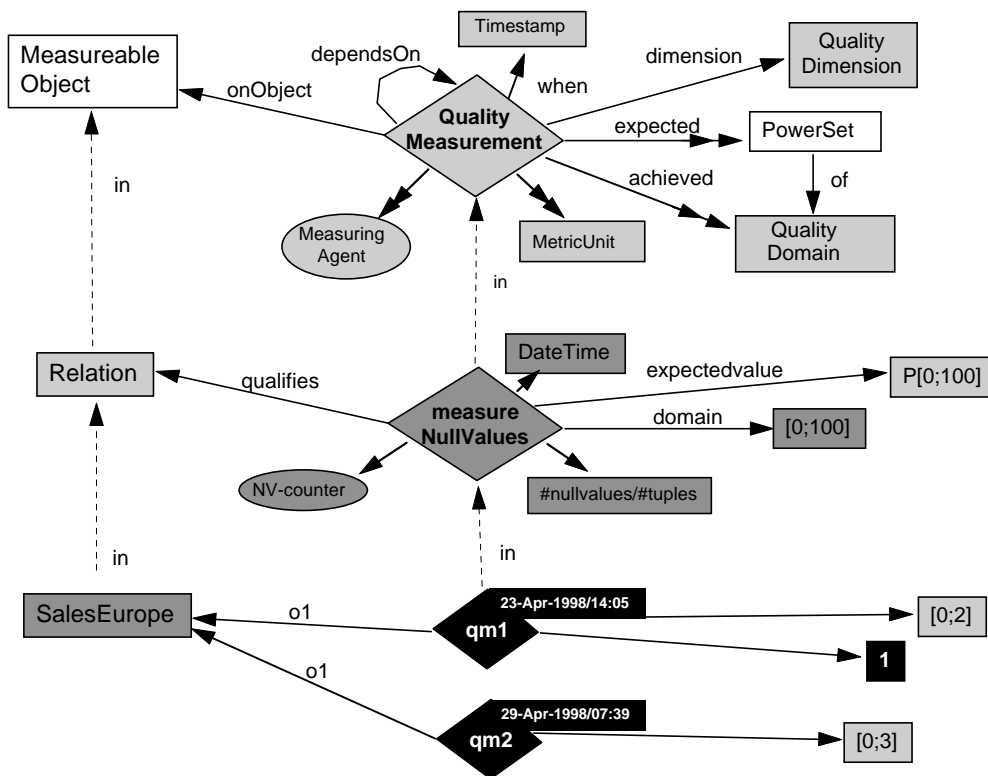 Measureable
Object
dependsOn
Timestamp
dimension
Quality
Dimension
onObject
when
Quality
Measurement
expected
PowerSet
achieved
of
in
Measuring
Agent
MetricUnit
Quality
Domain
in
DateTime
Relation
qualifies
expectedvalue
P[0;100]
measure
NullValues
domain
[0;100]
NV-counter
#nullvalues/#tuples
in
in
SalesEurope
o1
23-Apr-1998/14:05
qm1
[0;2]
1
o1
29-Apr-1998/07:39
qm2
[0;3]